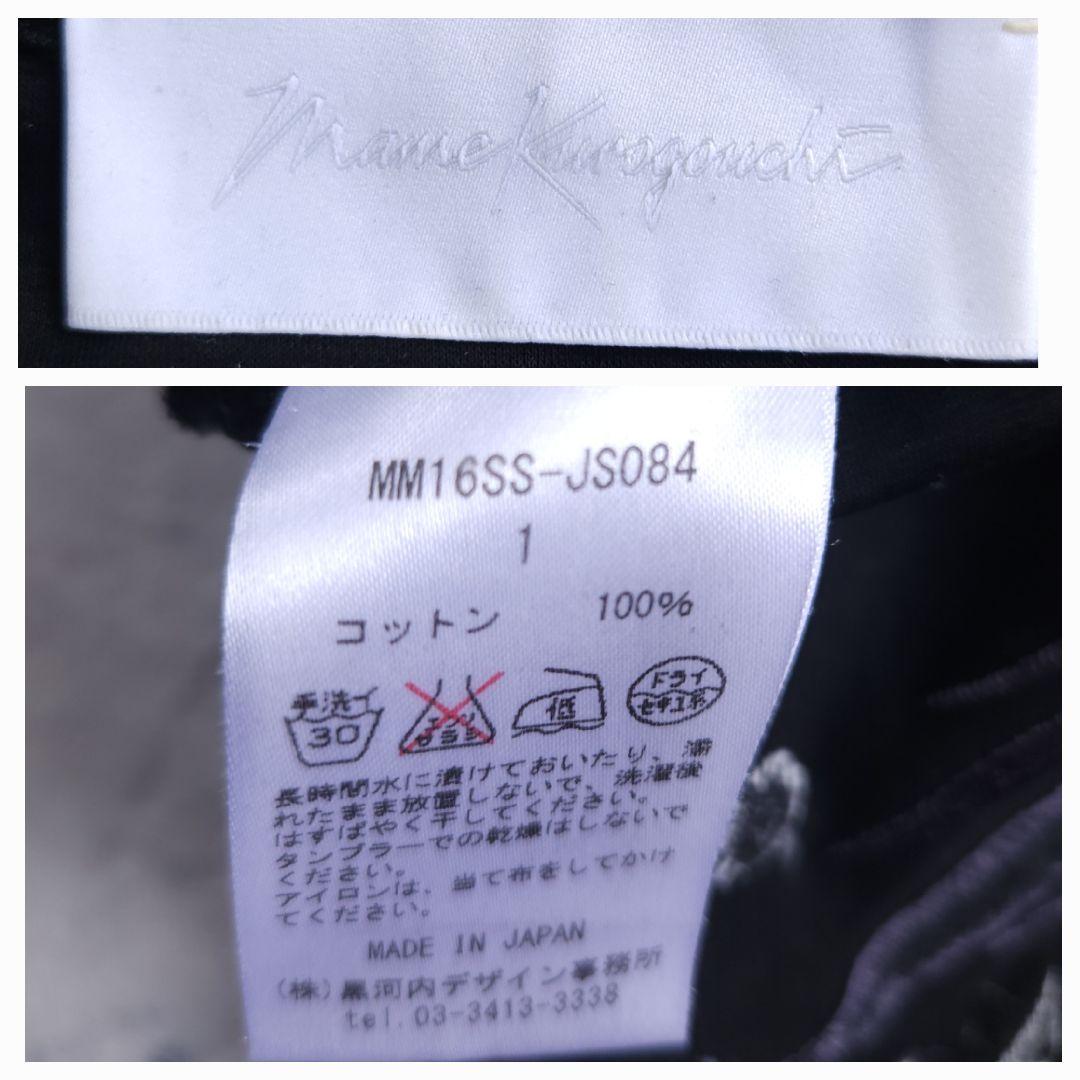 Mame Kurogouchi
MM16SS-JS084
1
コットン 100%
手洗イ
30
エンソ
サラシ
低
ドライ
セキユ系
長時間水に漬けておいたり、濡
れたまま放置しないで、洗濯後
はすばやく干してください。
タンブラーでの乾燥はしないで
ください。
アイロンは、当て布をしてかけ
てください。
MADE IN JAPAN
(株)黒河内デザイン事務所
tel.03-3413-3338